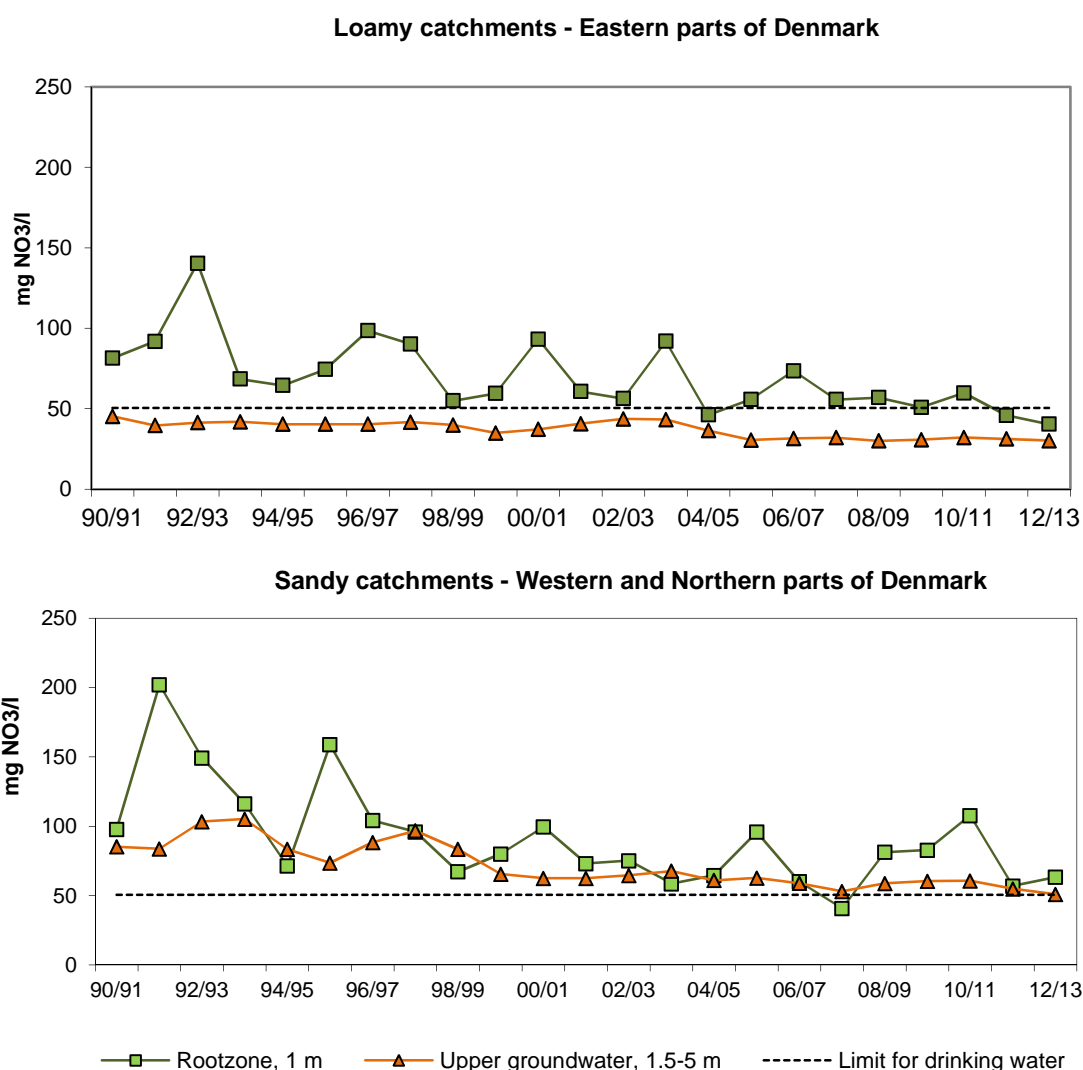 Loamy catchments - Eastern parts of Denmark
250
200
150
100
50
0
mg NO3/l
90/91 92/93 94/95 96/97 98/99 00/01 02/03 04/05 06/07 08/09 10/11 12/13
Sandy catchments - Western and Northern parts of Denmark
250
200
150
100
50
0
mg NO3/l
90/91 92/93 94/95 96/97 98/99 00/01 02/03 04/05 06/07 08/09 10/11 12/13
Rootzone, 1 m Upper groundwater, 1.5-5 m Limit for drinking water